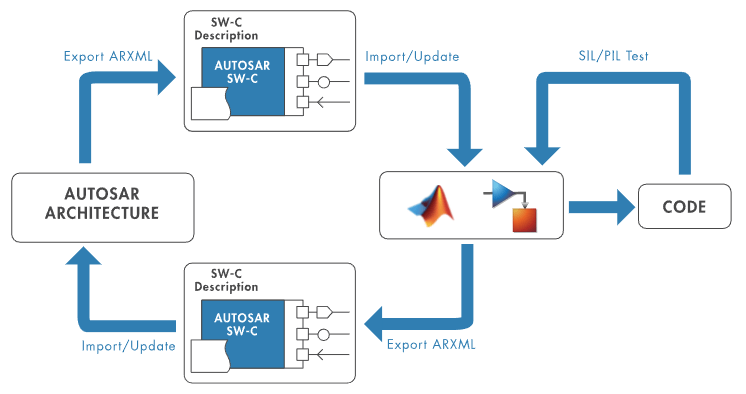 SW-C
Description
Export ARXML
AUTOSAR
SW-C
Import/Update
SIL/PIL Test
AUTOSAR
ARCHITECTURE
CODE
SW-C
Description
AUTOSAR
SW-C
Import/Update
Export ARXML